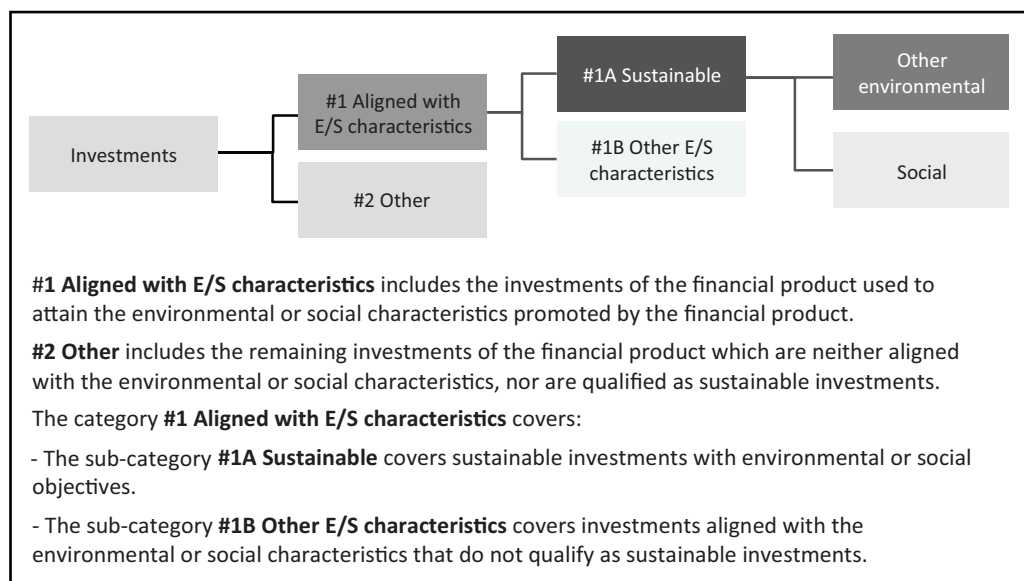 Investments
#1 Aligned with
E/S characteristics
#2 Other
#1A Sustainable
#1B Other E/S
characteristics
Other
environmental
Social
#1 Aligned with E/S characteristics includes the investments of the financial product used to
attain the environmental or social characteristics promoted by the financial product.
#2 Other includes the remaining investments of the financial product which are neither aligned
with the environmental or social characteristics, nor are qualified as sustainable investments.
The category #1 Aligned with E/S characteristics covers:
- The sub-category #1A Sustainable covers sustainable investments with environmental or social
objectives.
- The sub-category #1B Other E/S characteristics covers investments aligned with the
environmental or social characteristics that do not qualify as sustainable investments.